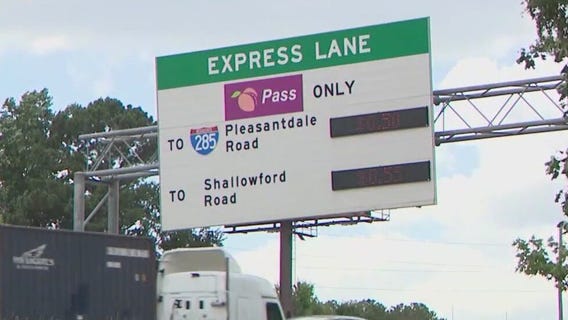 EXPRESS LANE
Pass ONLY
TO 285 Pleasantdale Road
TO Shallowford Road